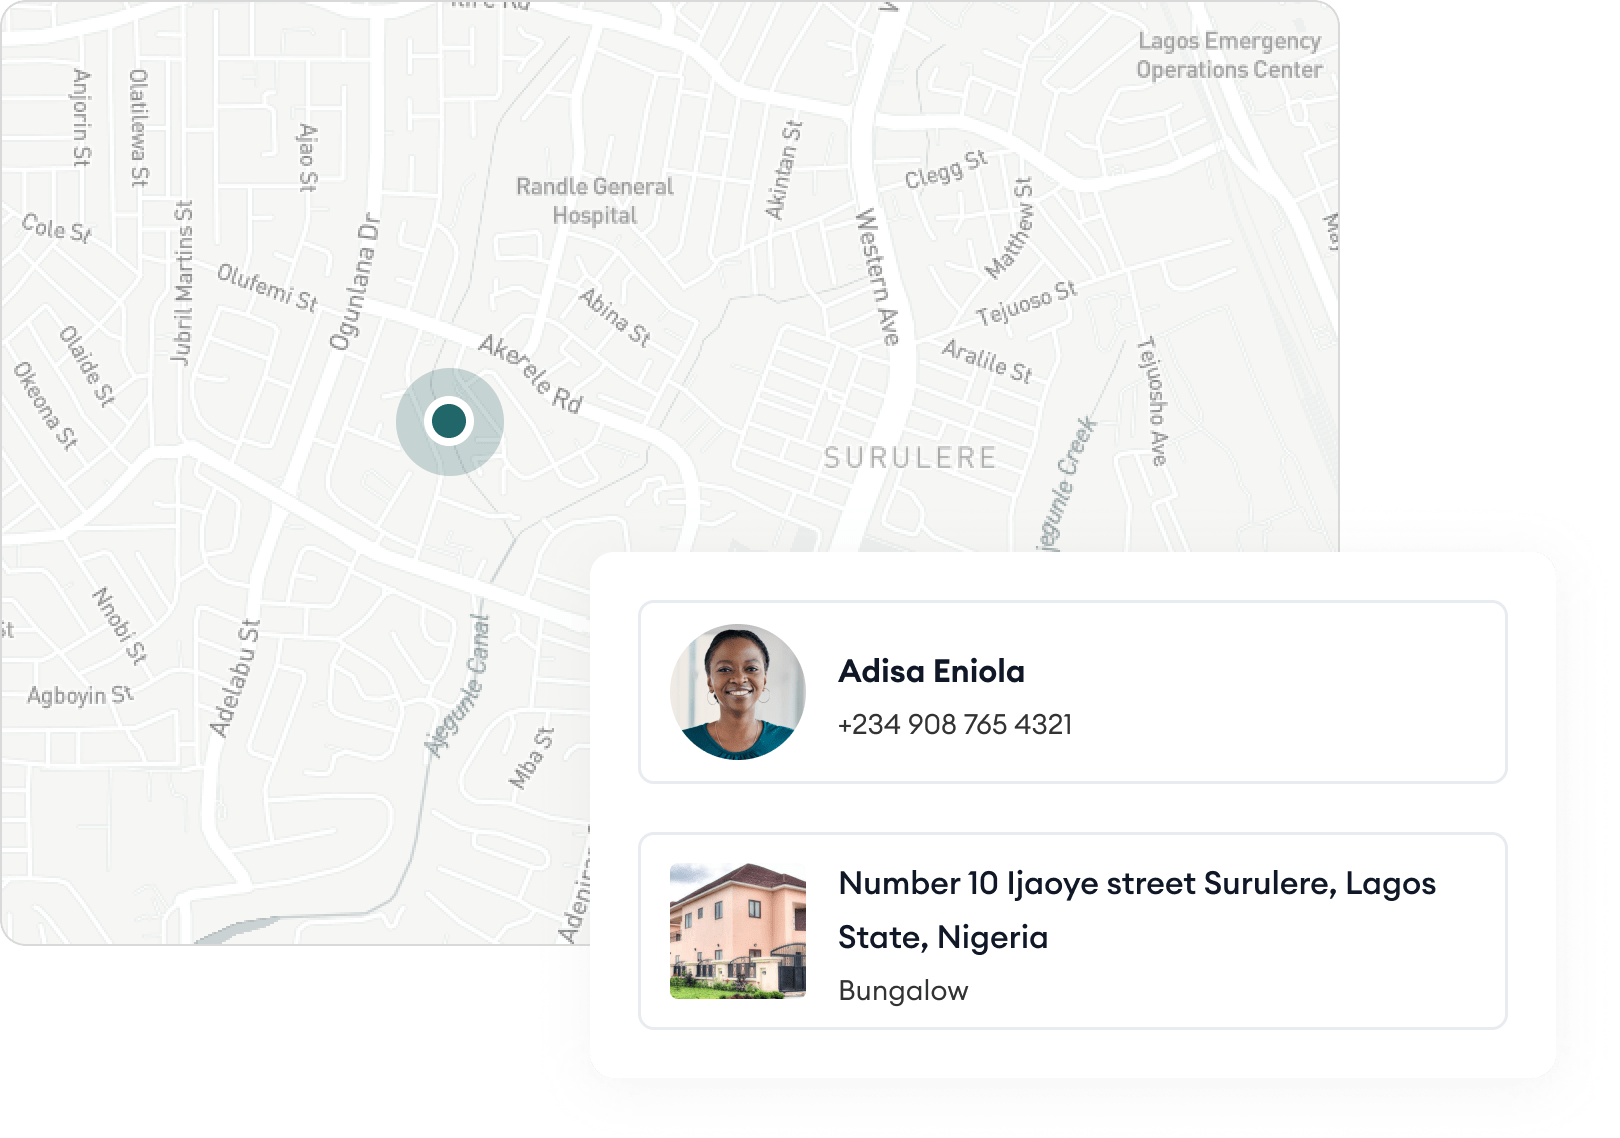 Lagos Emergency
Operations Center
Anjorin St
Olatilewa St
Ajao St
Akintan St
Clegg St
Randle General
Hospital
Matthew St
Cole St
Jubril Martins St
Ogunlana Dr
Western Ave
Olufemi St
Abina St
Tejuoso St
Olaide St
Okeona St
Akerele Rd
Aralile St
Tejuosho Ave
SURULERE
jegunle Creek
Nnobi St
St
Adelabu St
Ajegunle Canal
Agboyin St
Mba St
Adisa Eniola
+234 908 765 4321
Number 10 Ijaoye street Surulere, Lagos
State, Nigeria
Bungalow